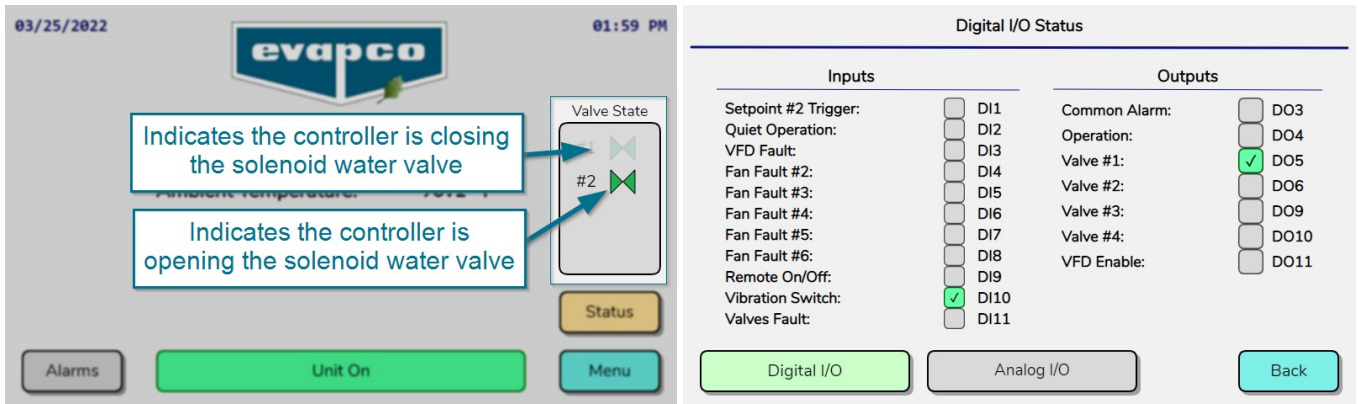 03/25/2022
01:59 PM
evapco
Valve State
Indicates the controller is closing
the solenoid water valve
#1
#2
Ambient Temperature:
Indicates the controller is
opening the solenoid water valve
Status
Alarms
Unit On
Menu
Digital I/O Status
Inputs
Setpoint #2 Trigger: DI1
Quiet Operation: DI2
VFD Fault: DI3
Fan Fault #2: DI4
Fan Fault #3: DI5
Fan Fault #4: DI6
Fan Fault #5: DI7
Fan Fault #6: DI8
Remote On/Off: DI9
Vibration Switch: ✓ DI10
Valves Fault: DI11
Outputs
Common Alarm: DO3
Operation: DO4
Valve #1: ✓ DO5
Valve #2: DO6
Valve #3: DO9
Valve #4: DO10
VFD Enable: DO11
Digital I/O
Analog I/O
Back